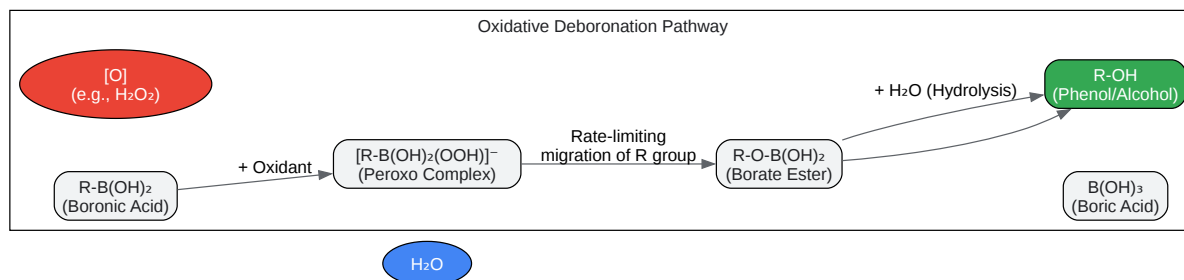 Oxidative Deboronation Pathway
[O]
(e.g., H₂O₂)
R-B(OH)₂
(Boronic Acid)
+ Oxidant
[R-B(OH)₂(OOH)]⁻
(Peroxo Complex)
Rate-limiting
migration of R group
R-O-B(OH)₂
(Borate Ester)
+ H₂O (Hydrolysis)
R-OH
(Phenol/Alcohol)
B(OH)₃
(Boric Acid)
H₂O